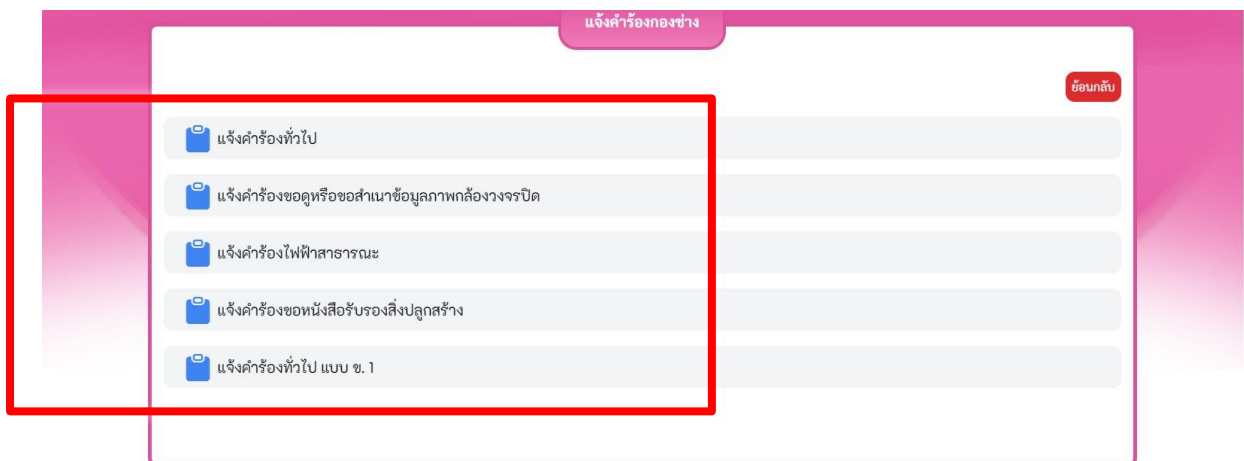 แจ้งคำร้องกองช่าง
ย้อนกลับ
แจ้งคำร้องทั่วไป
แจ้งคำร้องขอดูหรือขอสำเนาข้อมูลภาพกล้องวงจรปิด
แจ้งคำร้องไฟฟ้าสาธารณะ
แจ้งคำร้องขอหนังสือรับรองสิ่งปลูกสร้าง
แจ้งคำร้องทั่วไป แบบ ข. 1